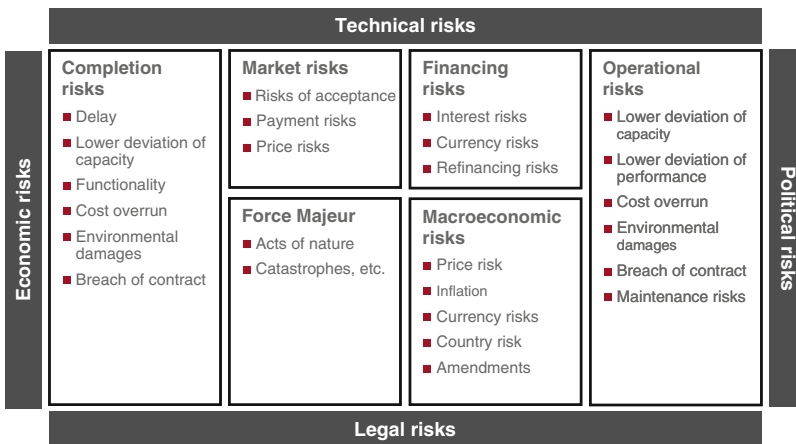 Technical risks
Economic risks
Completion
risks
Delay
Lower deviation of
capacity
Functionality
Cost overrun
Environmental
damages
Breach of contract
Market risks
Risks of acceptance
Payment risks
Price risks
Force Majeur
Acts of nature
Catastrophes, etc.
Financing
risks
Interest risks
Currency risks
Refinancing risks
Macroeconomic
risks
Price risk
Inflation
Currency risks
Country risk
Amendments
Operational
risks
Lower deviation of
capacity
Lower deviation of
performance
Cost overrun
Environmental
damages
Breach of contract
Maintenance risks
Political risks
Legal risks